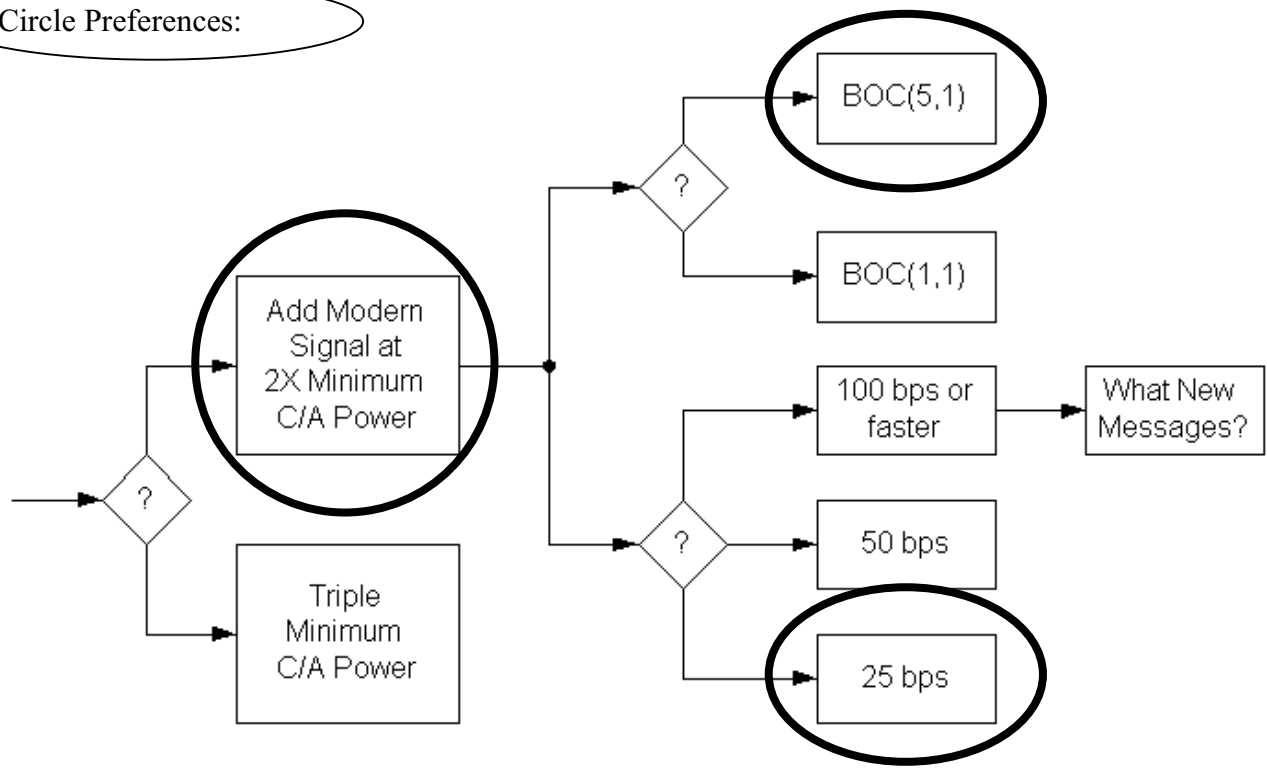 Circle Preferences:
BOC(5,1)
?
BOC(1,1)
Add Modern
Signal at
2X Minimum
C/A Power
100 bps or
faster
What New
Messages?
?
?
50 bps
Triple
Minimum
C/A Power
25 bps